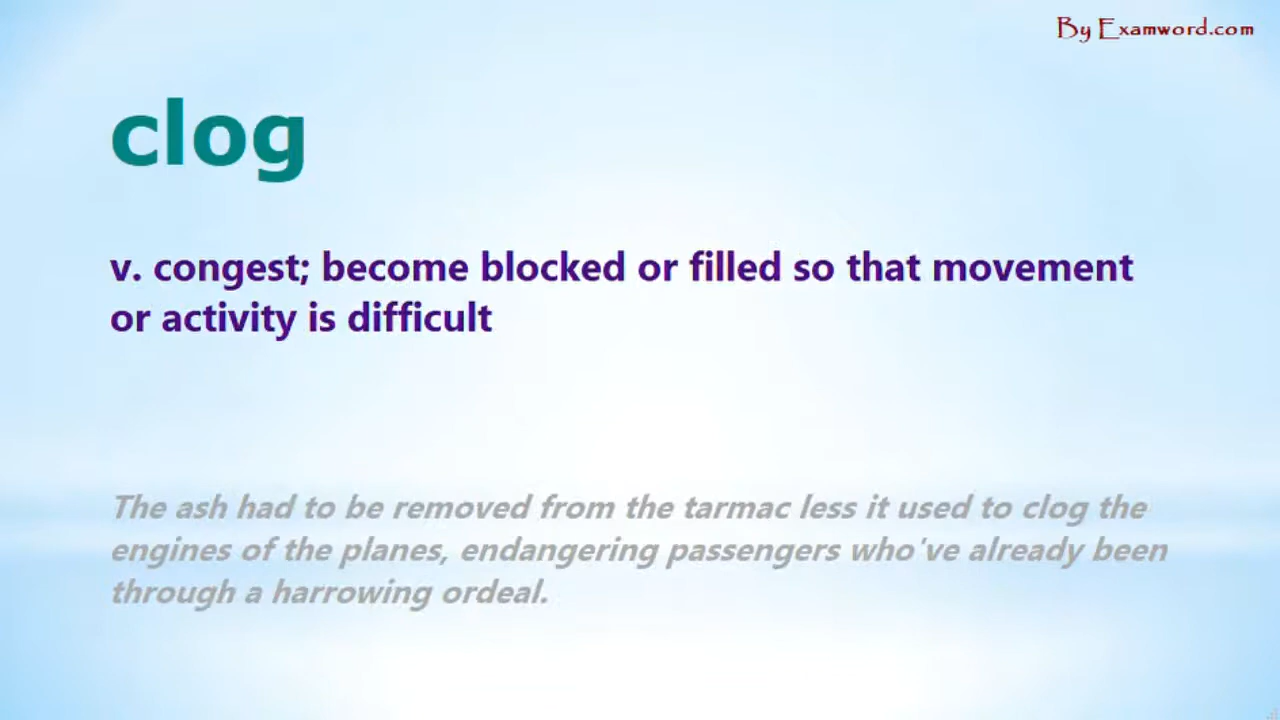 By Examword.com
clog
v. congest; become blocked or filled so that movement
or activity is difficult
The ash had to be removed from the tarmac less it used to clog the
engines of the planes, endangering passengers who've already been
through a harrowing ordeal.